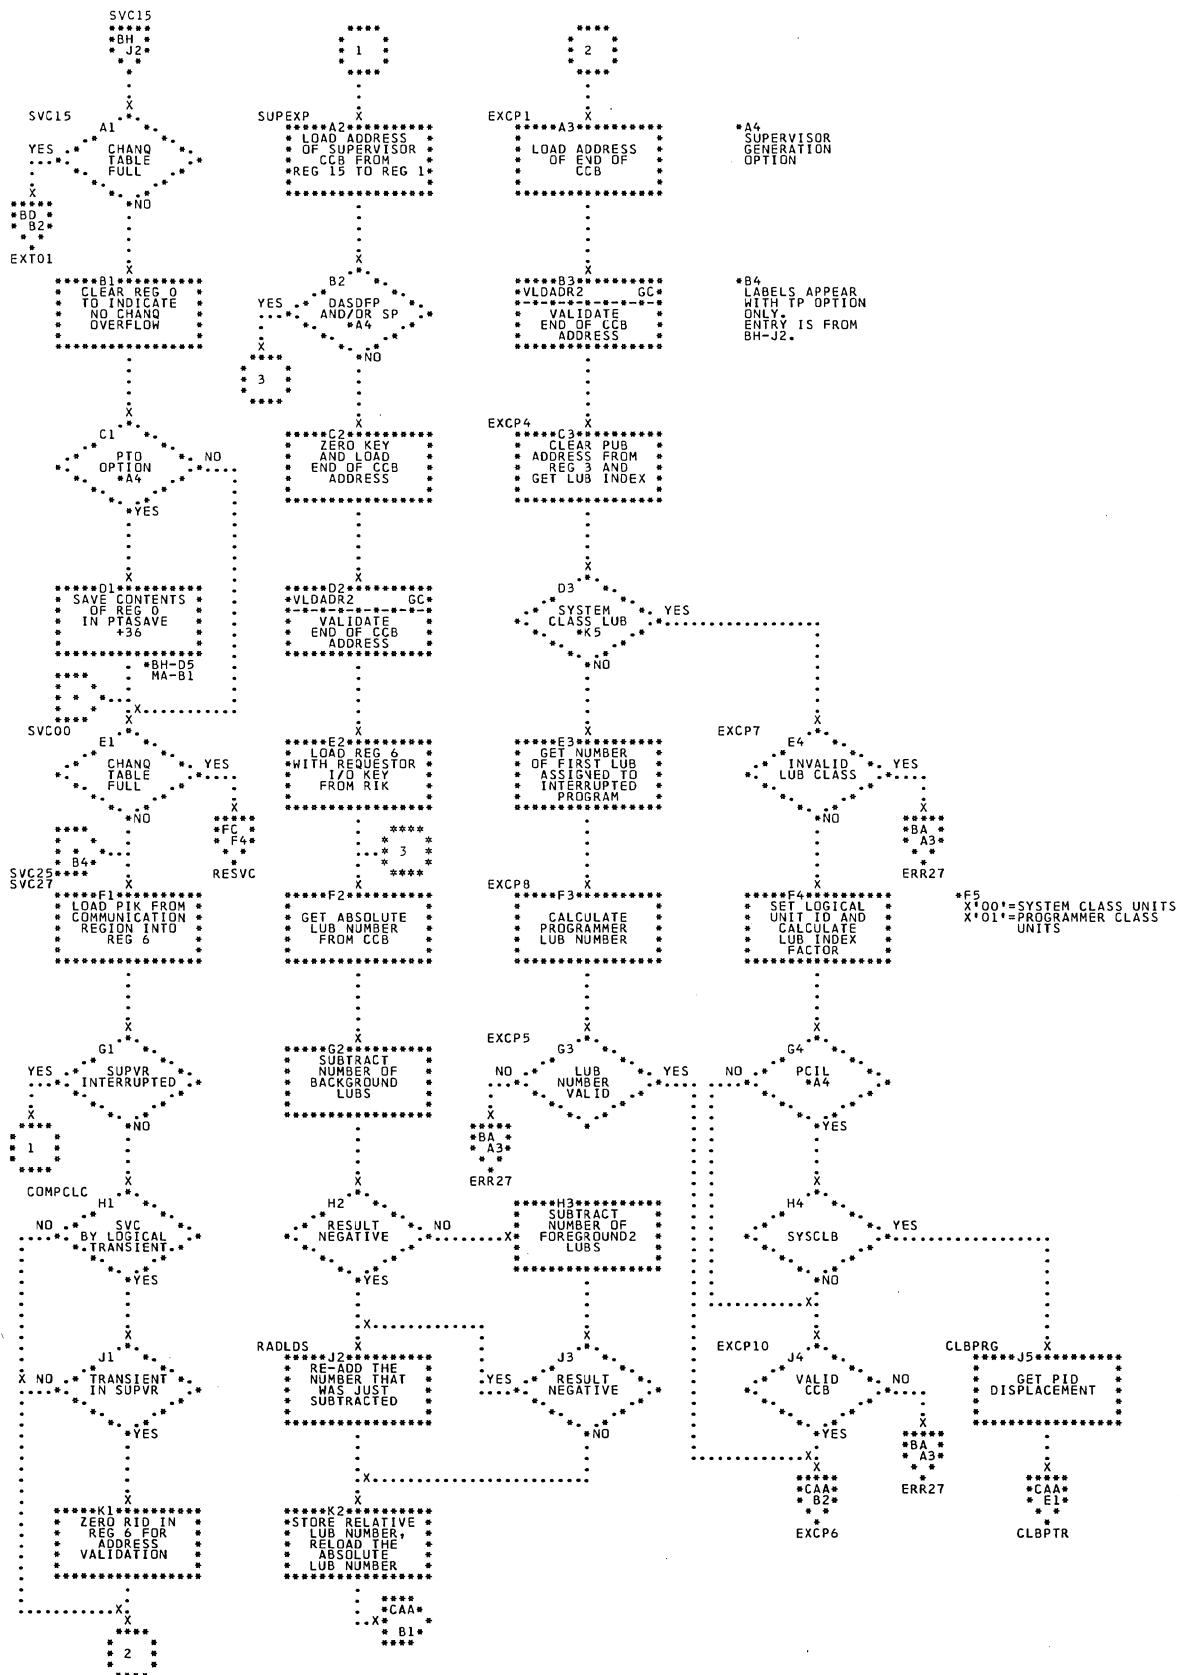 SVC15
BH
J2
SVC15
A1
CHANQ
TABLE
FULL
YES
NO
BD
B2
EXT01
B1
CLEAR REG 0
TO INDICATE
NO CHANQ
OVERFLOW
C1
PTO
OPTION
*A4
NO
YES
D1
SAVE CONTENTS
OF REG 0
IN PTASAVE
+36
*BH-D5
MA-B1
*
SVC00
E1
CHANQ
TABLE
FULL
YES
NO
FC
F4
RESVC
B4
SVC25
SVC27
F1
LOAD PIK FROM
COMMUNICATION
REGION INTO
REG 6
G1
SUPVR
INTERRUPTED
YES
NO
1
COMPCLC
H1
SVC
BY LOGICAL
TRANSIENT
NO
YES
J1
TRANSIENT
IN SUPVR
NO
YES
K1
ZERO RID IN
REG 6 FOR
ADDRESS
VALIDATION
2
1
SUPEXP
A2
LOAD ADDRESS
OF SUPERVISOR
CCB FROM
REG 15 TO REG 1
B2
DASDFP
AND/OR SP
*A4
YES
NO
3
C2
ZERO KEY
AND LOAD
END OF CCB
ADDRESS
D2
VLDADR2 GC
VALIDATE
END OF CCB
ADDRESS
E2
LOAD REG 6
WITH REQUESTOR
I/O KEY
FROM RIK
3
F2
GET ABSOLUTE
LUB NUMBER
FROM CCB
G2
SUBTRACT
NUMBER OF
BACKGROUND
LUBS
H2
RESULT
NEGATIVE
NO
YES
RADLDS
J2
RE-ADD THE
NUMBER THAT
WAS JUST
SUBTRACTED
K2
STORE RELATIVE
LUB NUMBER,
RELOAD THE
ABSOLUTE
LUB NUMBER
CAA
B1
2
EXCP1
A3
LOAD ADDRESS
OF END OF
CCB
B3
VLDADR2 GC
VALIDATE
END OF CCB
ADDRESS
EXCP4
C3
CLEAR PUB
ADDRESS FROM
REG 3 AND
GET LUB INDEX
D3
SYSTEM
CLASS LUB
*K5
YES
NO
E3
GET NUMBER
OF FIRST LUB
ASSIGNED TO
INTERRUPTED
PROGRAM
EXCP8
F3
CALCULATE
PROGRAMMER
LUB NUMBER
EXCP5
G3
LUB
NUMBER
VALID
NO
YES
BA
A3
ERR27
H3
SUBTRACT
NUMBER OF
FOREGROUND2
LUBS
J3
RESULT
NEGATIVE
YES
NO
*A4
SUPERVISOR
GENERATION
OPTION
*B4
LABELS APPEAR
WITH TP OPTION
ONLY.
ENTRY IS FROM
BH-J2.
EXCP7
E4
INVALID
LUB CLASS
YES
NO
BA
A3
ERR27
F4
SET LOGICAL
UNIT ID AND
CALCULATE
LUB INDEX
FACTOR
*F5
X'00'=SYSTEM CLASS UNITS
X'01'=PROGRAMMER CLASS
UNITS
G4
PCIL
*A4
NO
YES
H4
SYSCLB
YES
NO
EXCP10
J4
VALID
CCB
NO
YES
BA
A3
ERR27
CAA
B2
EXCP6
CLBPRG
J5
GET PID
DISPLACEMENT
CAA
E1
CLBPTR